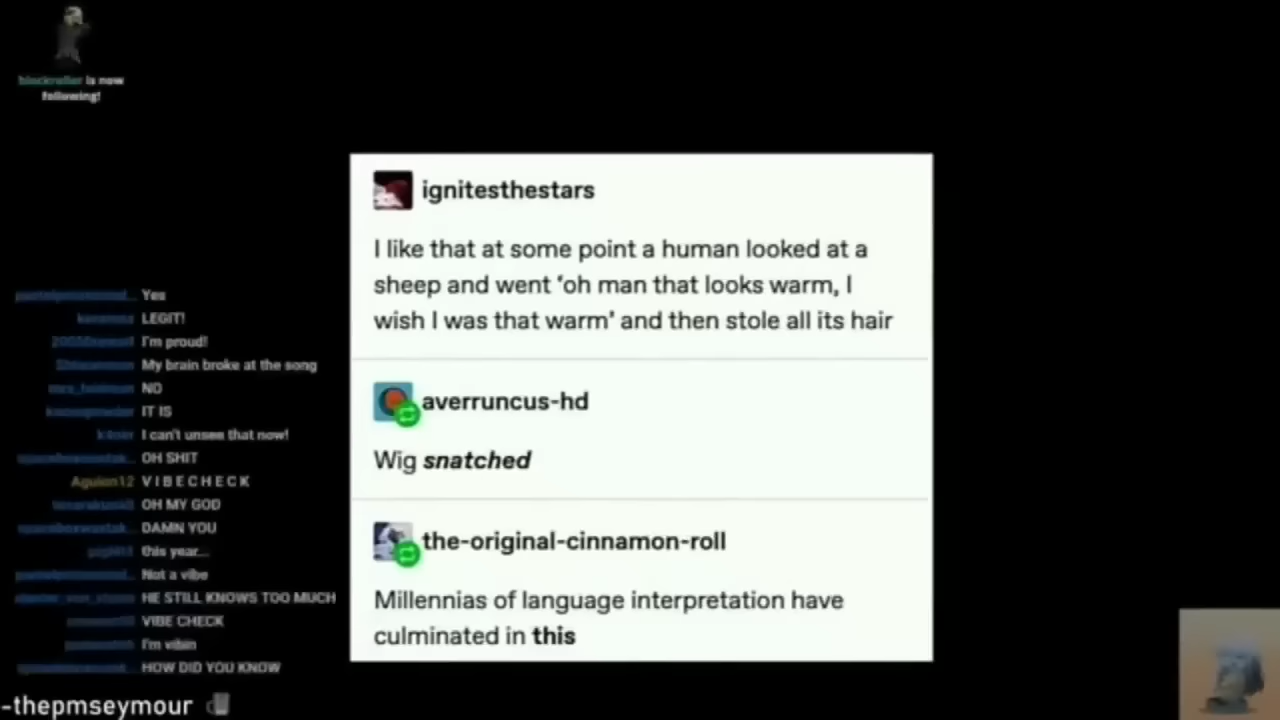 is now
following!
ignitesthestars
I like that at some point a human looked at a
sheep and went ‘oh man that looks warm, I
wish I was that warm’ and then stole all its hair
averruncus-hd
Wig snatched
the-original-cinnamon-roll
Millennias of language interpretation have
culminated in this
Yes
LEGIT!
I'm proud!
My brain broke at the song
NO
IT IS
I can't unsee that now!
OH SHIT
Aguion12 V I B E C H E C K
OH MY GOD
DAMN YOU
this year...
Not a vibe
HE STILL KNOWS TOO MUCH
VIBE CHECK
I'm vibin
HOW DID YOU KNOW
-thepmseymour